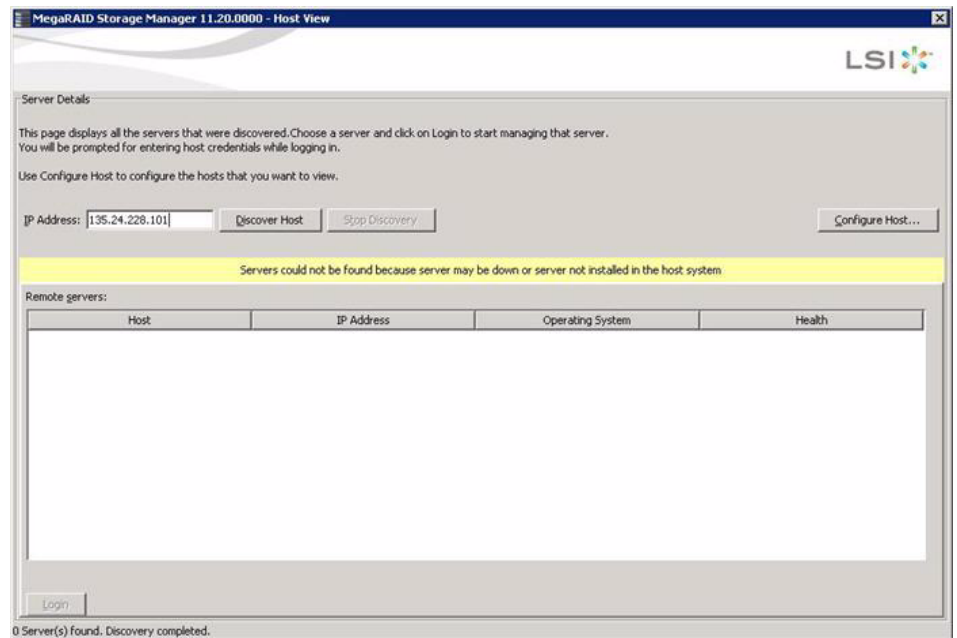 MegaRAID Storage Manager 11.20.0000 - Host View
LSI
Server Details
This page displays all the servers that were discovered.Choose a server and click on Login to start managing that server.
You will be prompted for entering host credentials while logging in.
Use Configure Host to configure the hosts that you want to view.
IP Address: 135.24.228.101 Discover Host Stop Discovery Configure Host...
Servers could not be found because server may be down or server not installed in the host system
Remote servers:
Host IP Address Operating System Health
Login
0 Server(s) found. Discovery completed.